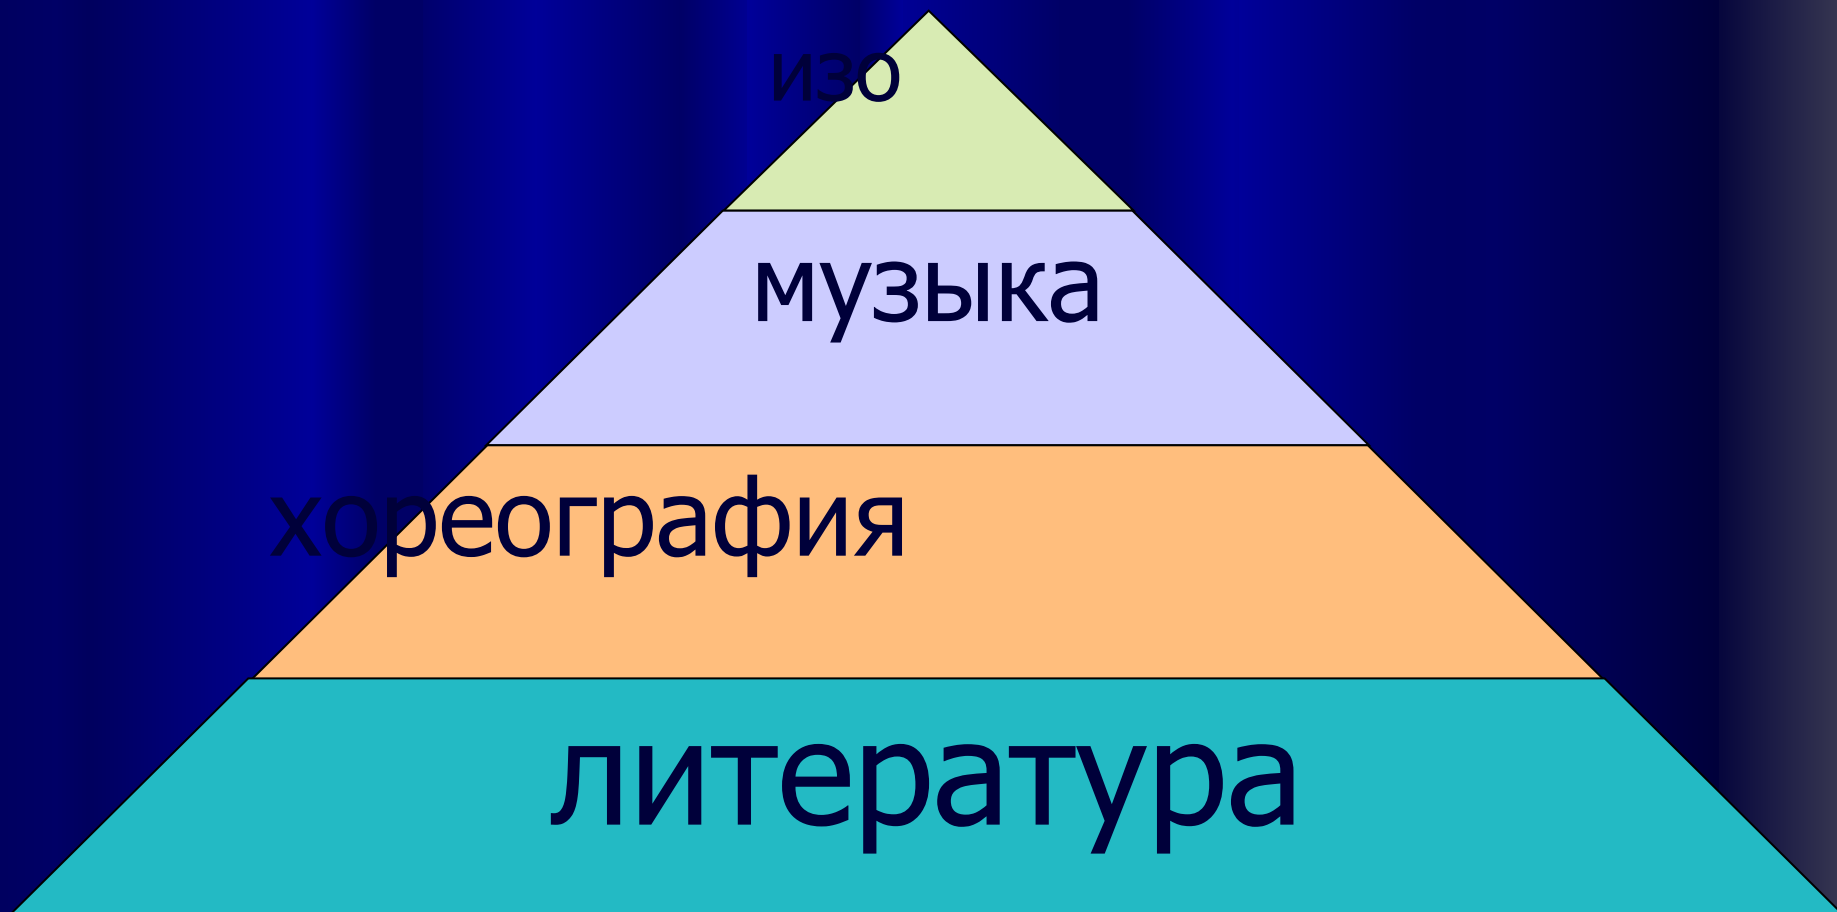 изо
музыка
хореография
литература